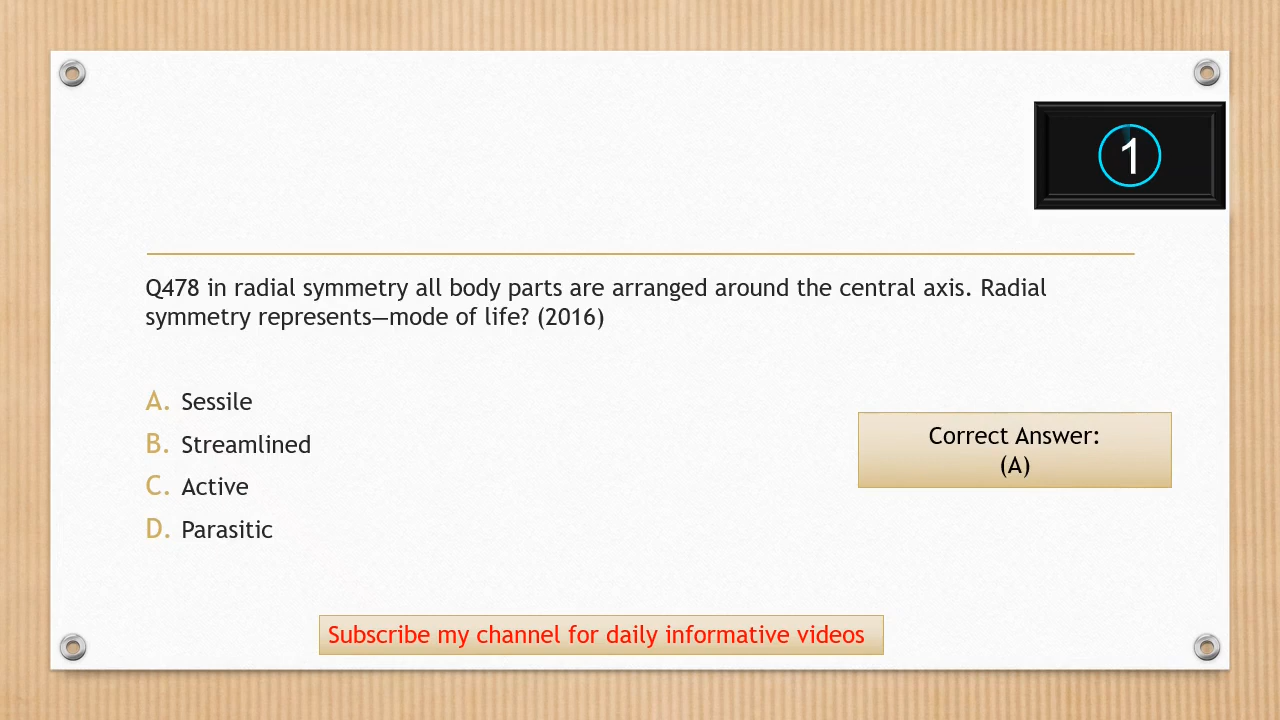 1
Q478 in radial symmetry all body parts are arranged around the central axis. Radial
symmetry represents—mode of life? (2016)
A. Sessile
B. Streamlined
C. Active
D. Parasitic
Correct Answer:
(A)
Subscribe my channel for daily informative videos